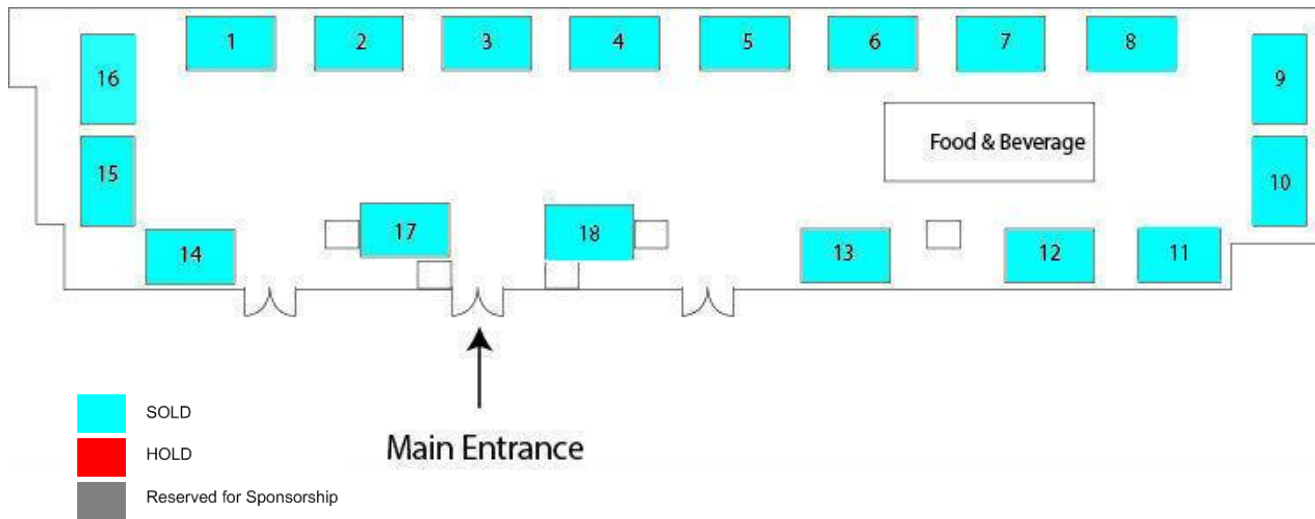 1 2 3 4 5 6 7 8
16 9
Food & Beverage
15 10
17 18
14 13 12 11
SOLD
HOLD
Main Entrance
Reserved for Sponsorship